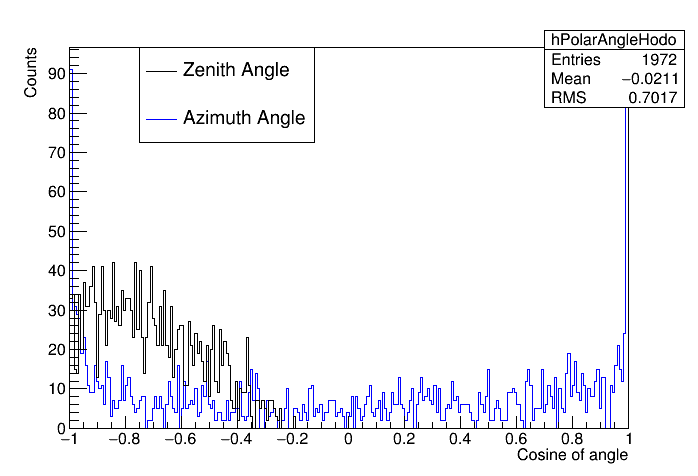 hPolarAngleHodo
Entries 1972
Mean −0.0211
RMS 0.7017
Zenith Angle
Azimuth Angle
Counts
90
80
70
60
50
40
30
20
10
0
−1 −0.8 −0.6 −0.4 −0.2 0 0.2 0.4 0.6 0.8 1
Cosine of angle